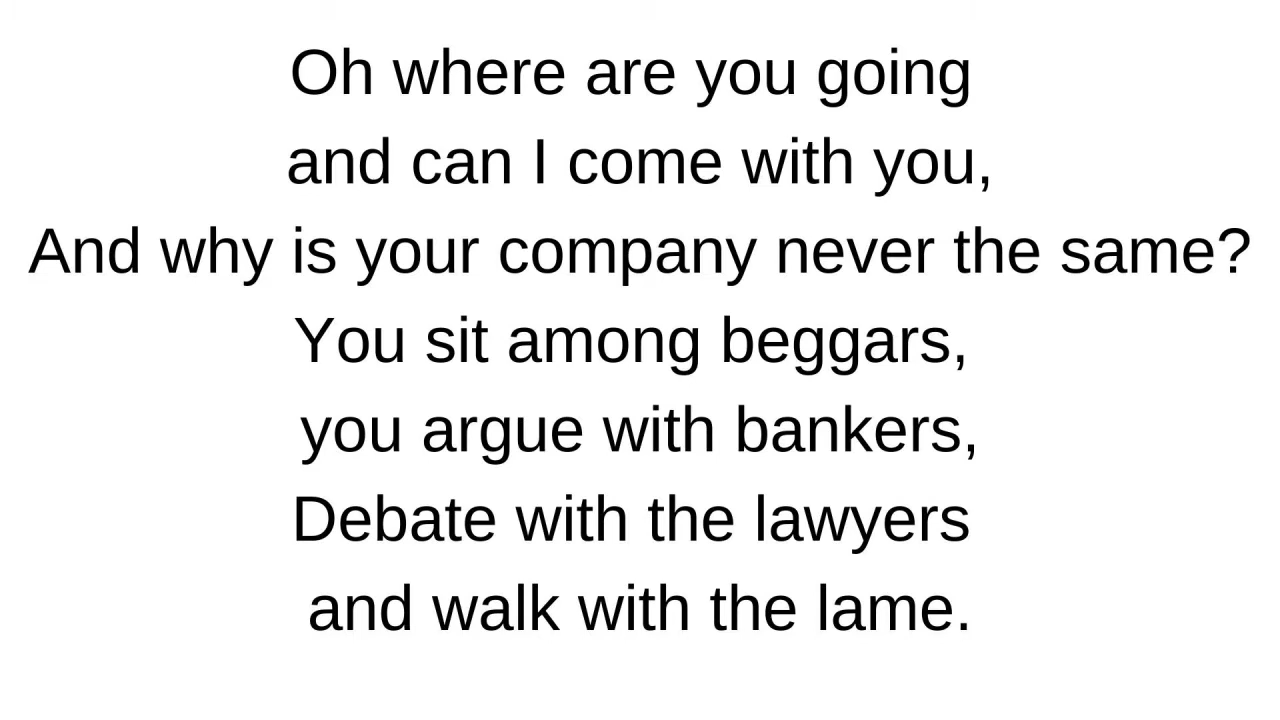 Oh where are you going
and can I come with you,
And why is your company never the same?
You sit among beggars,
you argue with bankers,
Debate with the lawyers
and walk with the lame.